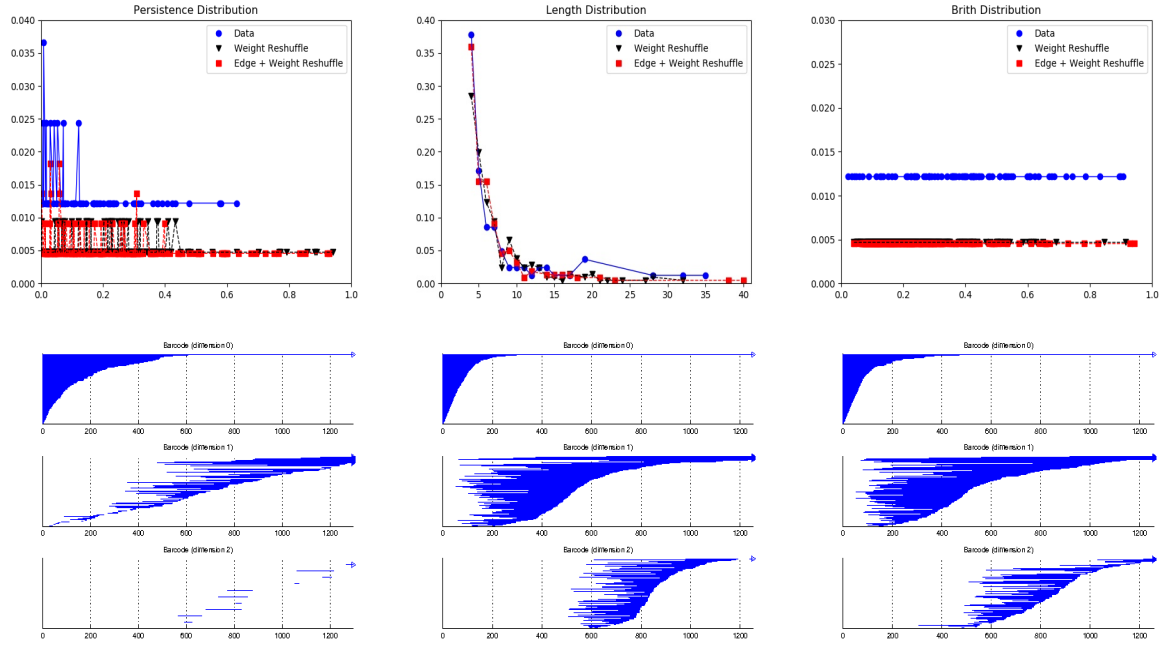 Persistence Distribution
Length Distribution
Brith Distribution
0.040
0.035
0.030
0.025
0.020
0.015
0.010
0.005
0.000
0.0 0.2 0.4 0.6 0.8 1.0
Data
Weight Reshuffle
Edge + Weight Reshuffle
0.40
0.35
0.30
0.25
0.20
0.15
0.10
0.05
0.00
0 5 10 15 20 25 30 35 40
Data
Weight Reshuffle
Edge + Weight Reshuffle
0.030
0.025
0.020
0.015
0.010
0.005
0.000
0.0 0.2 0.4 0.6 0.8 1.0
Data
Weight Reshuffle
Edge + Weight Reshuffle
Barcode (dimension 0)
Barcode (dimension 0)
Barcode (dimension 0)
0 200 400 600 800 1000 1200
0 200 400 600 800 1000 1200
0 200 400 600 800 1000 1200
Barcode (dimension 1)
Barcode (dimension 1)
Barcode (dimension 1)
0 200 400 600 800 1000 1200
0 200 400 600 800 1000 1200
0 200 400 600 800 1000 1200
Barcode (dimension 2)
Barcode (dimension 2)
Barcode (dimension 2)
0 200 400 600 800 1000 1200
0 200 400 600 800 1000 1200
0 200 400 600 800 1000 1200